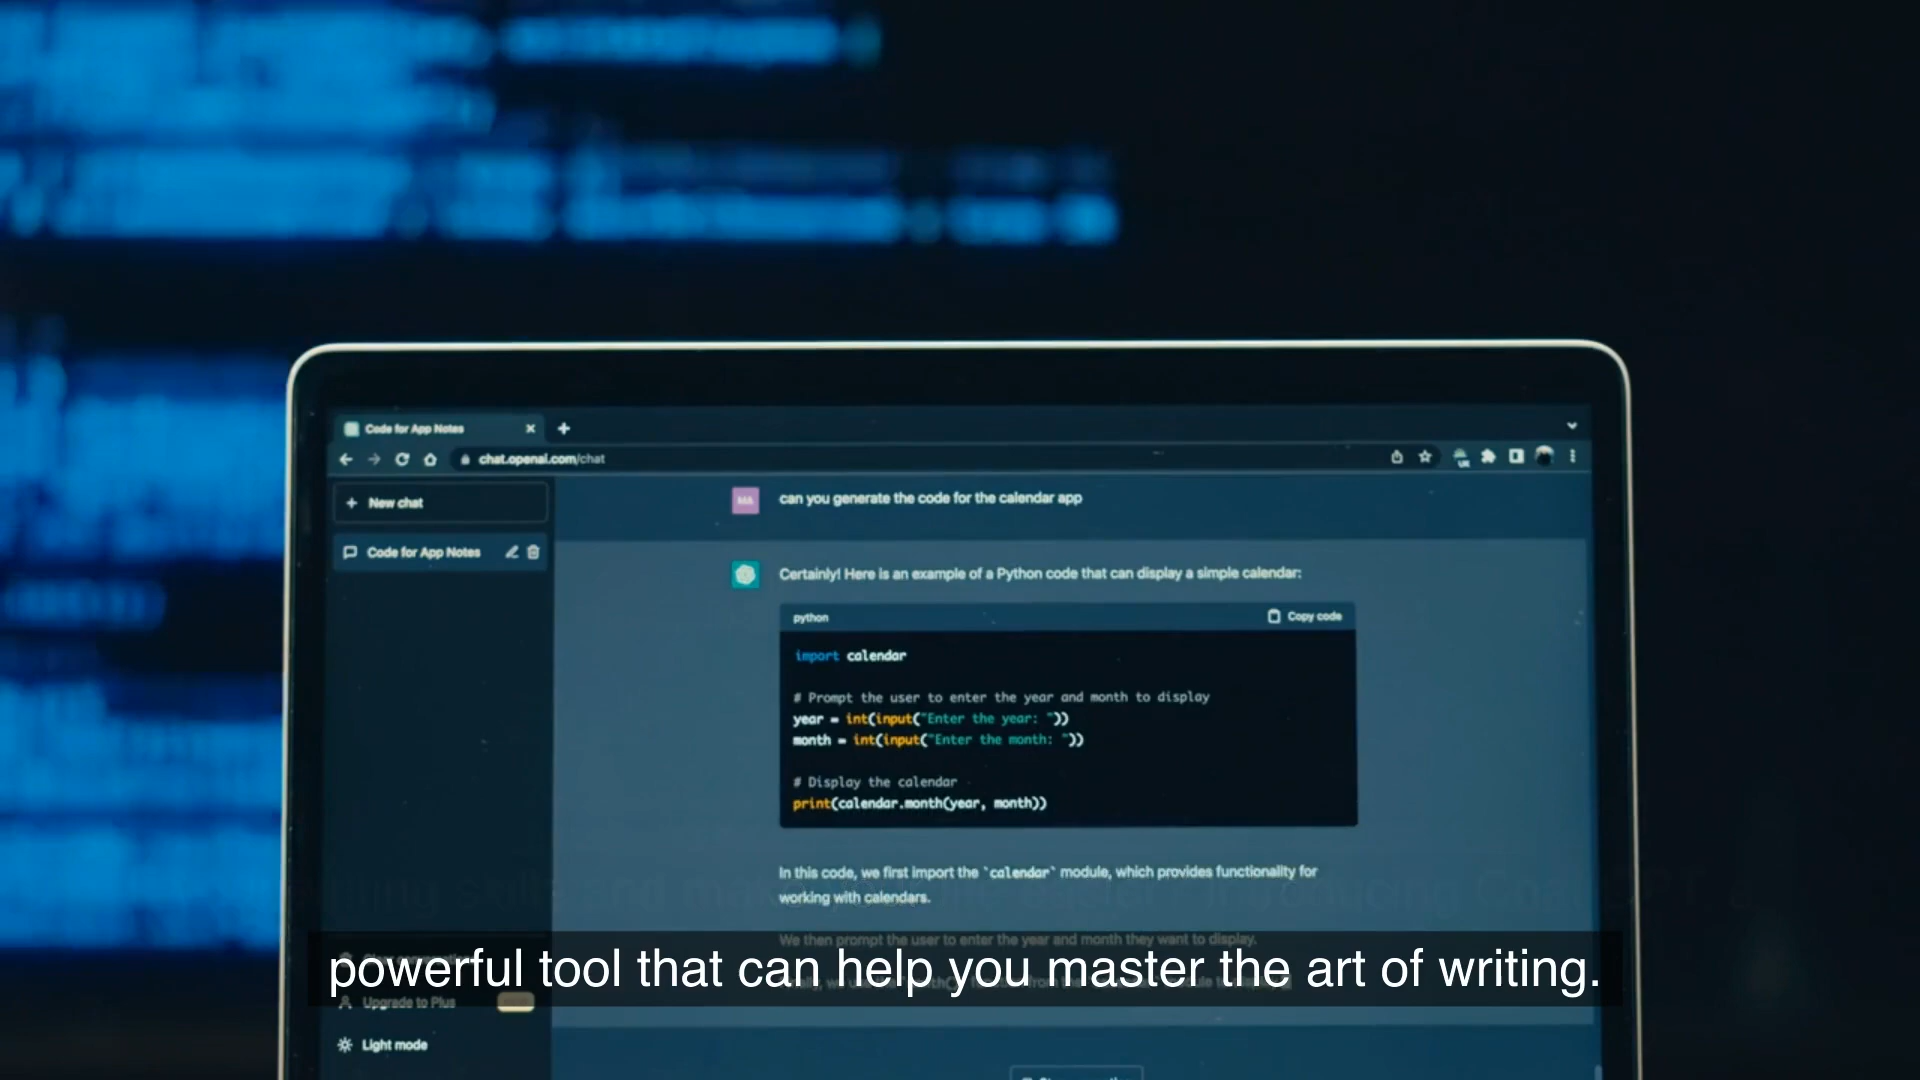 Code for App Notes
chat.openai.com/chat
New chat
Code for App Notes
MA
can you generate the code for the calendar app
Certainly! Here is an example of a Python code that can display a simple calendar:
python
Copy code
import calendar
# Prompt the user to enter the year and month to display
year = int(input("Enter the year: "))
month = int(input("Enter the month: "))
# Display the calendar
print(calendar.month(year, month))
In this code, we first import the `calendar` module, which provides functionality for
working with calendars.
We then prompt the user to enter the year and month they want to display.
powerful tool that can help you master the art of writing.
Upgrade to Plus
Light mode